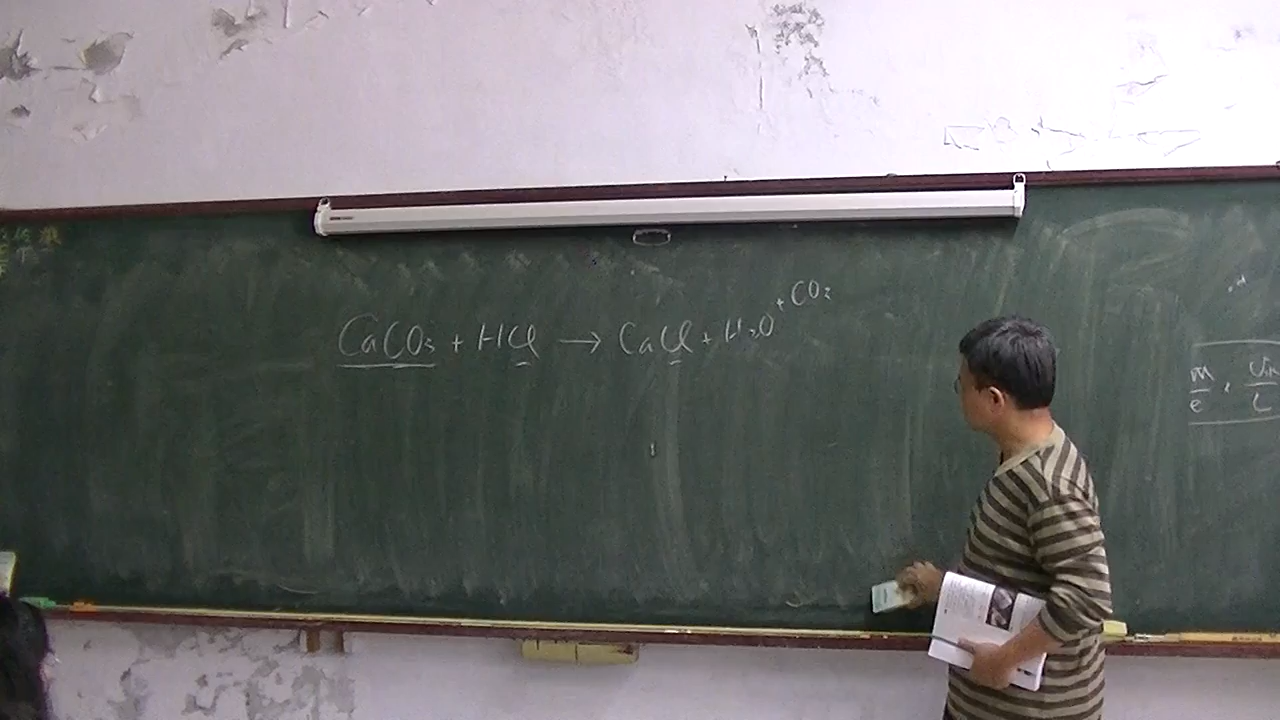 CaCO₃ + HCl → CaCl + H₂O + CO₂
m/e ,